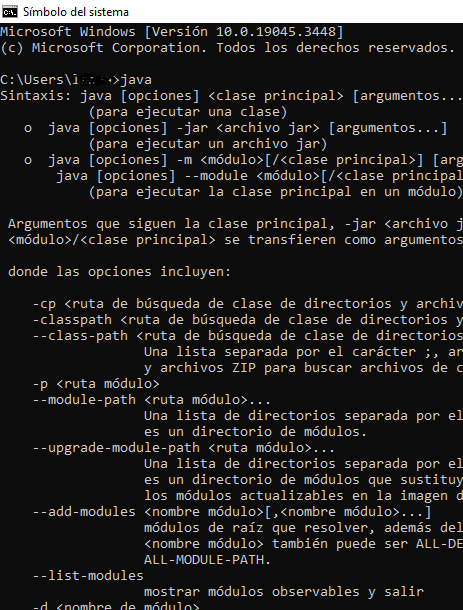 Símbolo del sistema
Microsoft Windows [Versión 10.0.19045.3448]
(c) Microsoft Corporation. Todos los derechos reservados.
C:\Users\l >java
Sintaxis: java [opciones] <clase principal> [argumentos...
(para ejecutar una clase)
o java [opciones] -jar <archivo jar> [argumentos...]
(para ejecutar un archivo jar)
o java [opciones] -m <módulo>[/<clase principal>] [arg
java [opciones] --module <módulo>[/<clase principal
(para ejecutar la clase principal en un módulo)
Argumentos que siguen la clase principal, -jar <archivo j
<módulo>/<clase principal> se transfieren como argumentos
donde las opciones incluyen:
-cp <ruta de búsqueda de clase de directorios y archiv
-classpath <ruta de búsqueda de clase de directorios y
--class-path <ruta de búsqueda de clase de directorios
Una lista separada por el carácter ;, ar
y archivos ZIP para buscar archivos de c
-p <ruta módulo>
--module-path <ruta módulo>...
Una lista de directorios separada por el
es un directorio de módulos.
--upgrade-module-path <ruta módulo>...
Una lista de directorios separada por el
es un directorio de módulos que sustituy
los módulos actualizables en la imagen d
--add-modules <nombre módulo>[,<nombre módulo>...]
módulos de raíz que resolver, además del
<nombre módulo> también puede ser ALL-DE
ALL-MODULE-PATH.
--list-modules
mostrar módulos observables y salir
-d <nombre de módulo>